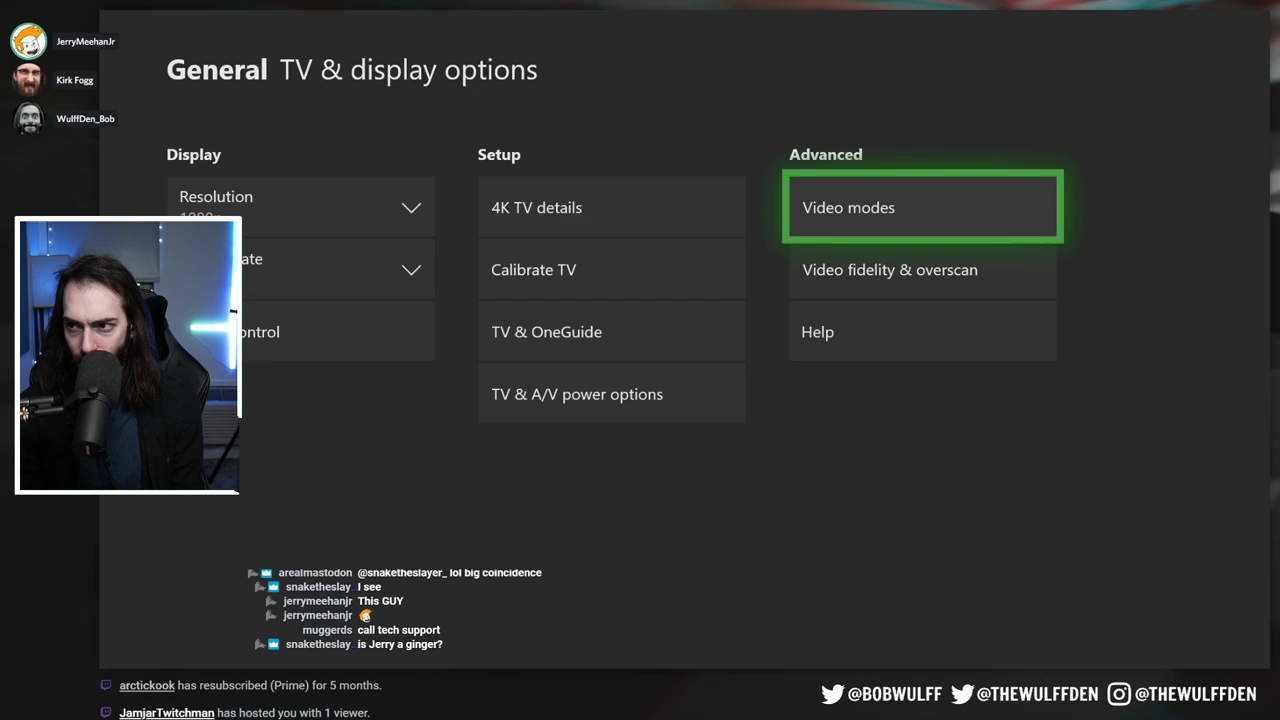 JerryMeehanJr
Kirk Fogg
WulffDen_Bob
General TV & display options
Display
Resolution
1080p
ate
ontrol
Setup
4K TV details
Calibrate TV
TV & OneGuide
TV & A/V power options
Advanced
Video modes
Video fidelity & overscan
Help
arealmastodon @snaketheslayer_ lol big coincidence
snaketheslay I see
jerrymeehanjr This GUY
jerrymeehanjr
muggerds call tech support
snaketheslay is Jerry a ginger?
arctickook has resubscribed (Prime) for 5 months.
JamjarTwitchman has hosted you with 1 viewer.
@BOBWULFF @THEWULFFDEN @THEWULFFDEN